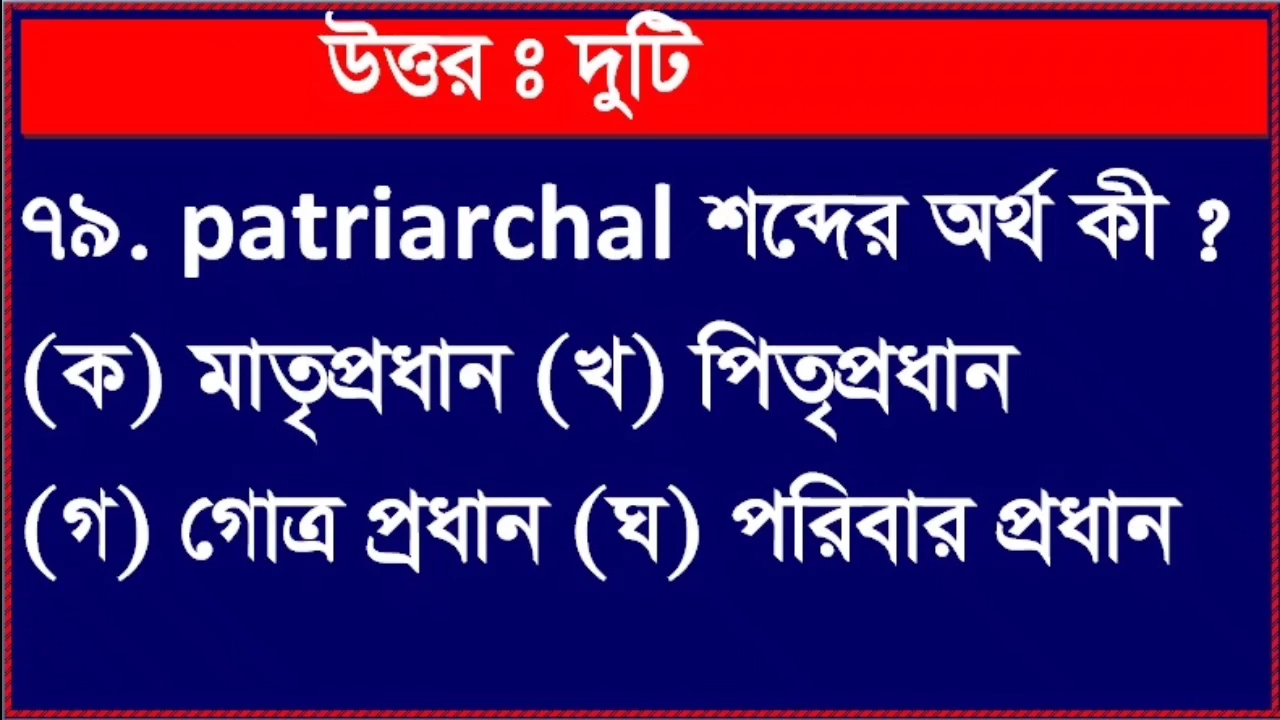 উত্তর ঃ দুটি
৭৯. patriarchal শব্দের অর্থ কী ?
(ক) মাতৃপ্রধান (খ) পিতৃপ্রধান
(গ) গোত্র প্রধান (ঘ) পরিবার প্রধান